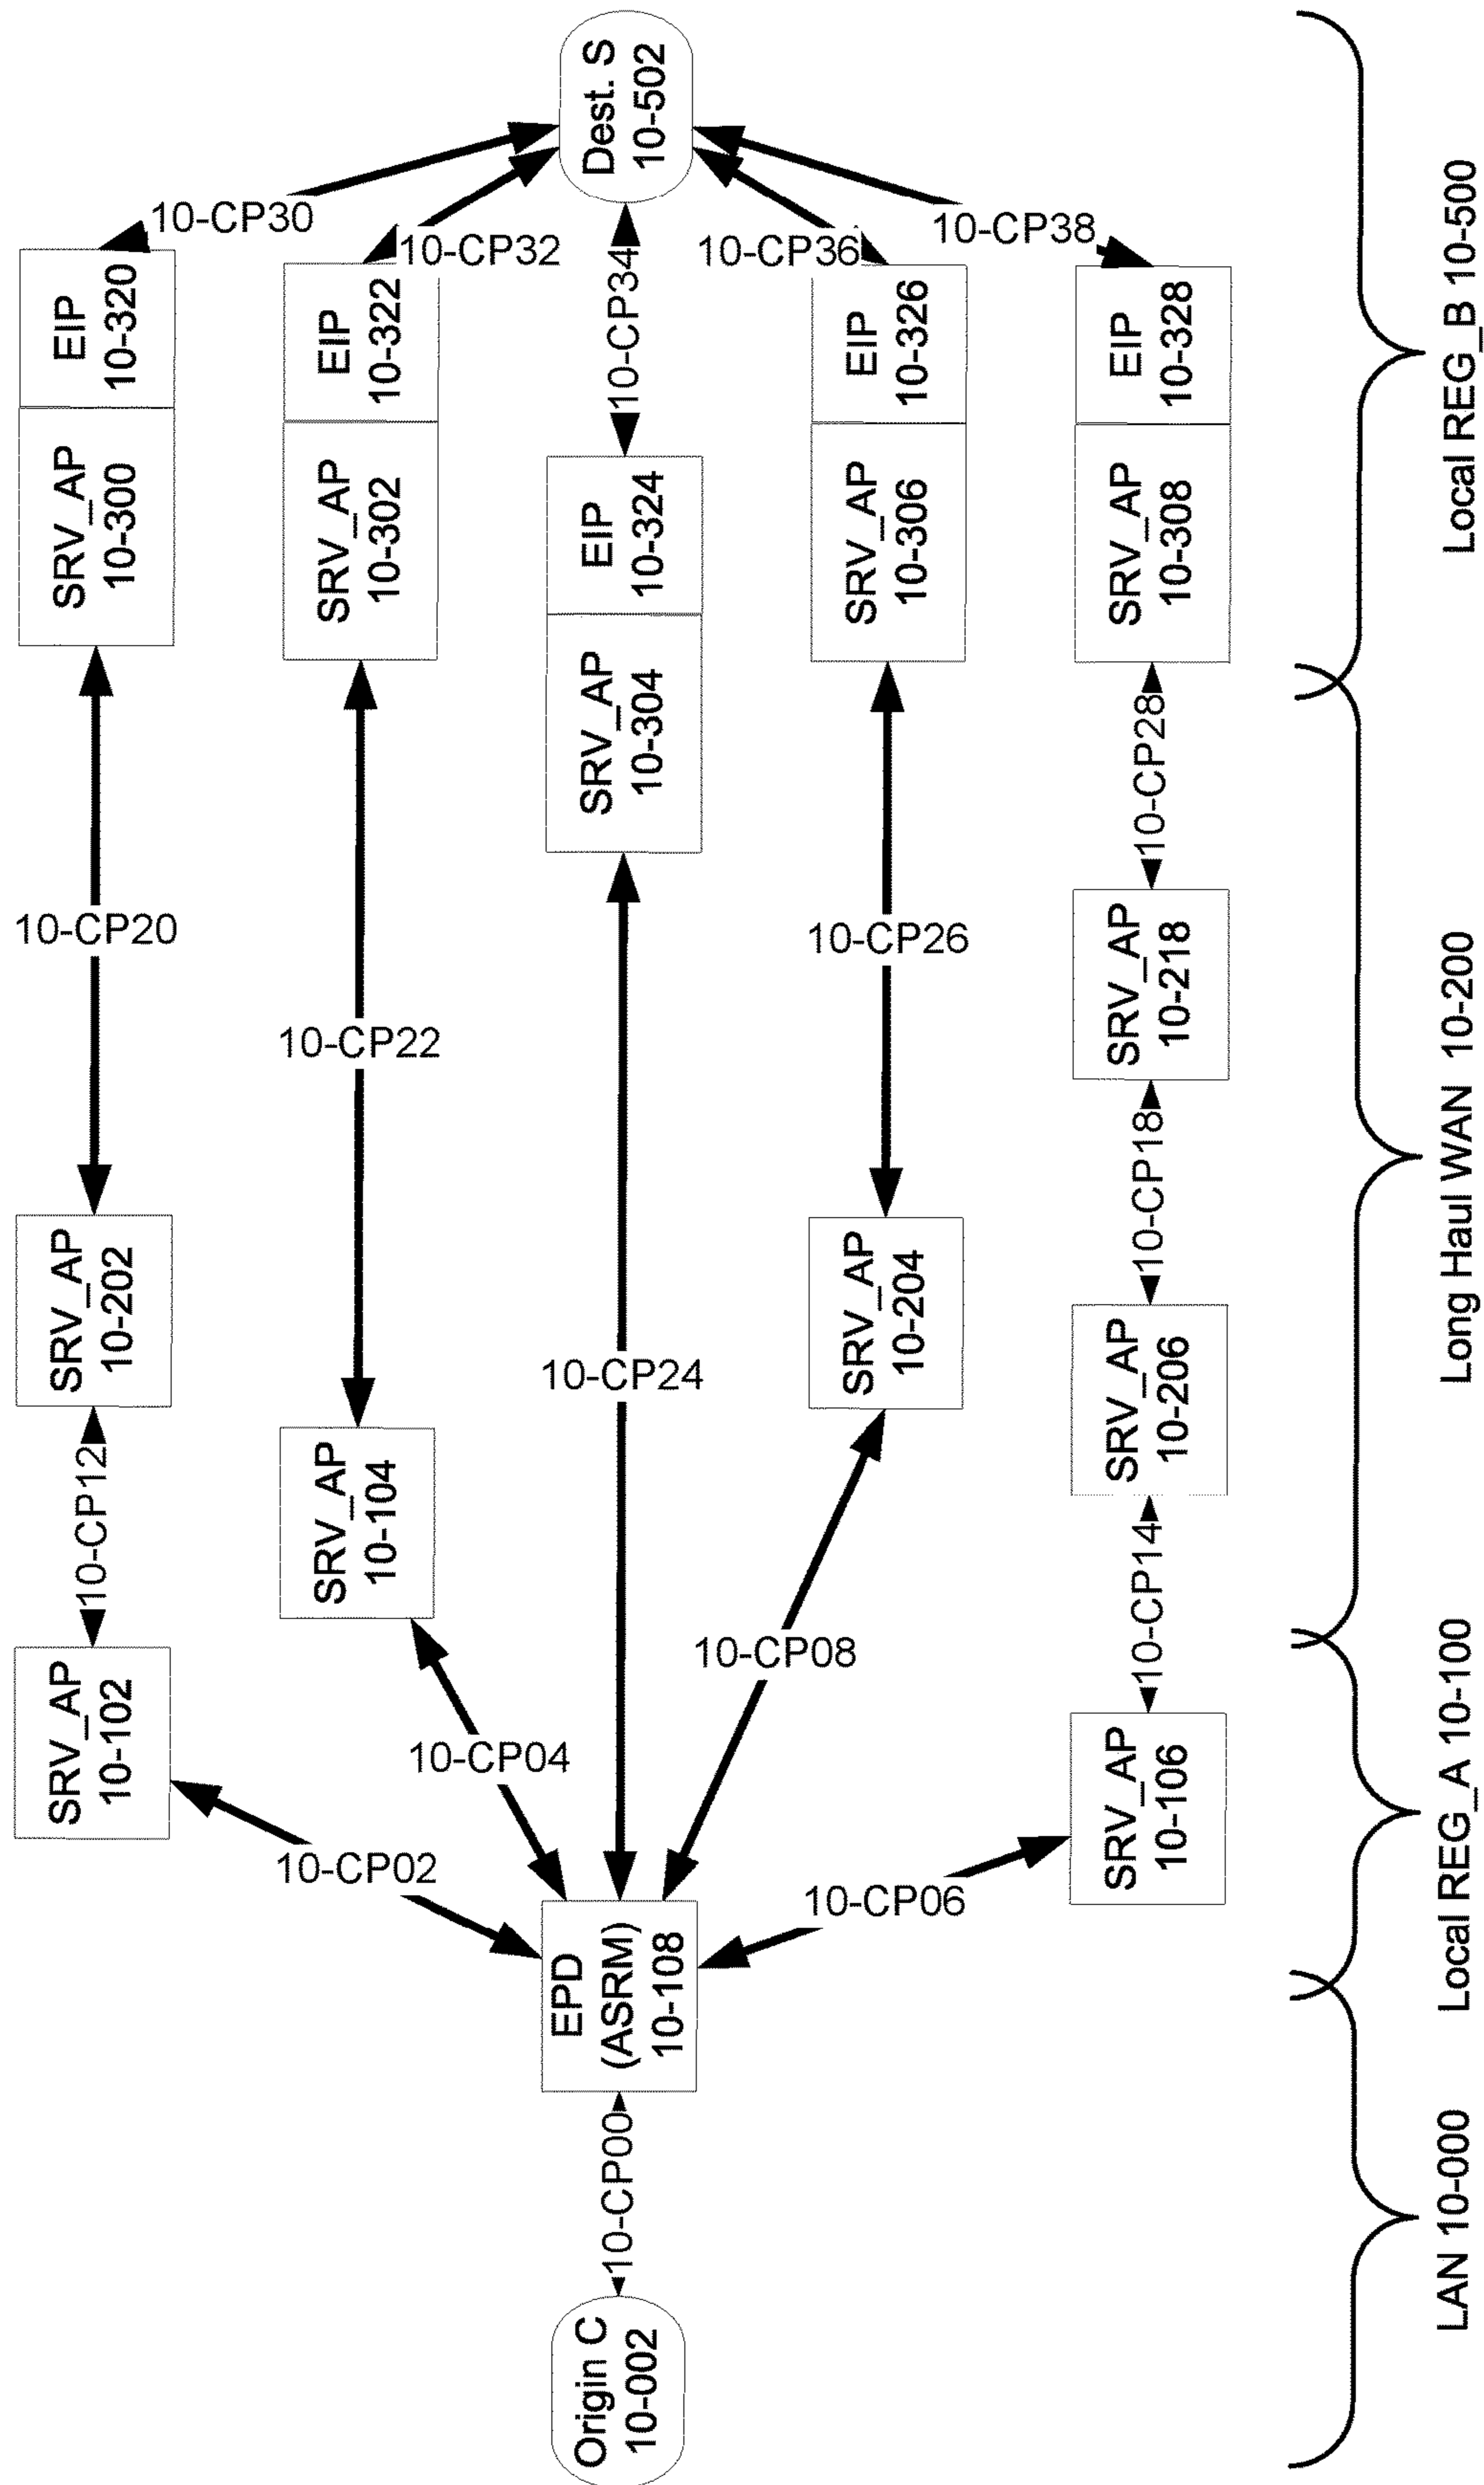 10-CP30
EIP
10-320
SRV_AP
10-300
10-CP20
SRV_AP
10-202
10-CP12
SRV_AP
10-102
10-CP02
10-CP32
EIP
10-322
SRV_AP
10-302
10-CP22
SRV_AP
10-104
10-CP04
Dest. S
10-502
10-CP34
EIP
10-324
SRV_AP
10-304
10-CP24
EPD
(ASRM)
10-108
10-CP00
Origin C
10-002
10-CP36
EIP
10-326
SRV_AP
10-306
10-CP26
SRV_AP
10-204
10-CP08
10-CP38
EIP
10-328
SRV_AP
10-308
10-CP28
SRV_AP
10-218
10-CP18
SRV_AP
10-206
10-CP14
SRV_AP
10-106
10-CP06
LAN 10-000
Local REG_A 10-100
Long Haul WAN 10-200
Local REG_B 10-500